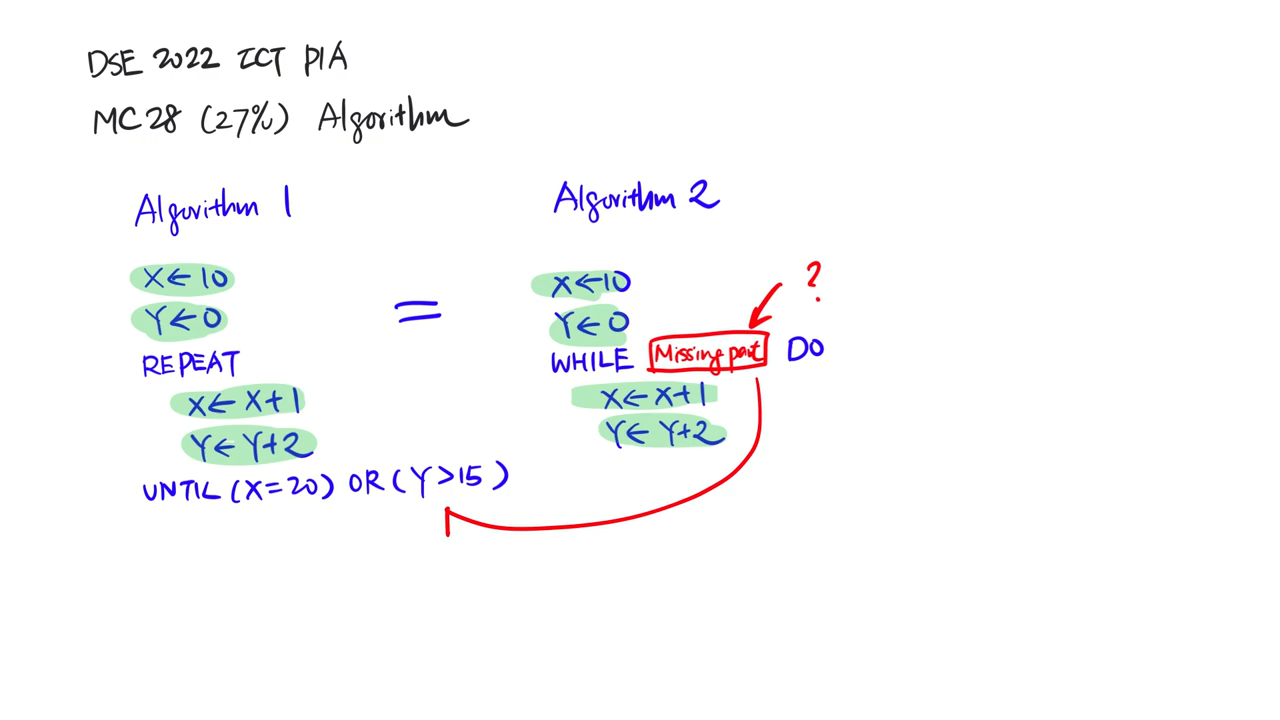 DSE 2022 ICT P1A
MC28 (27%) Algorithm
Algorithm 1
X ← 10
Y ← 0
REPEAT
X ← X+1
Y ← Y+2
UNTIL (X=20) OR (Y>15)
=
Algorithm 2
X ← 10
Y ← 0
WHILE Missing part DO
X ← X+1
Y ← Y+2
?